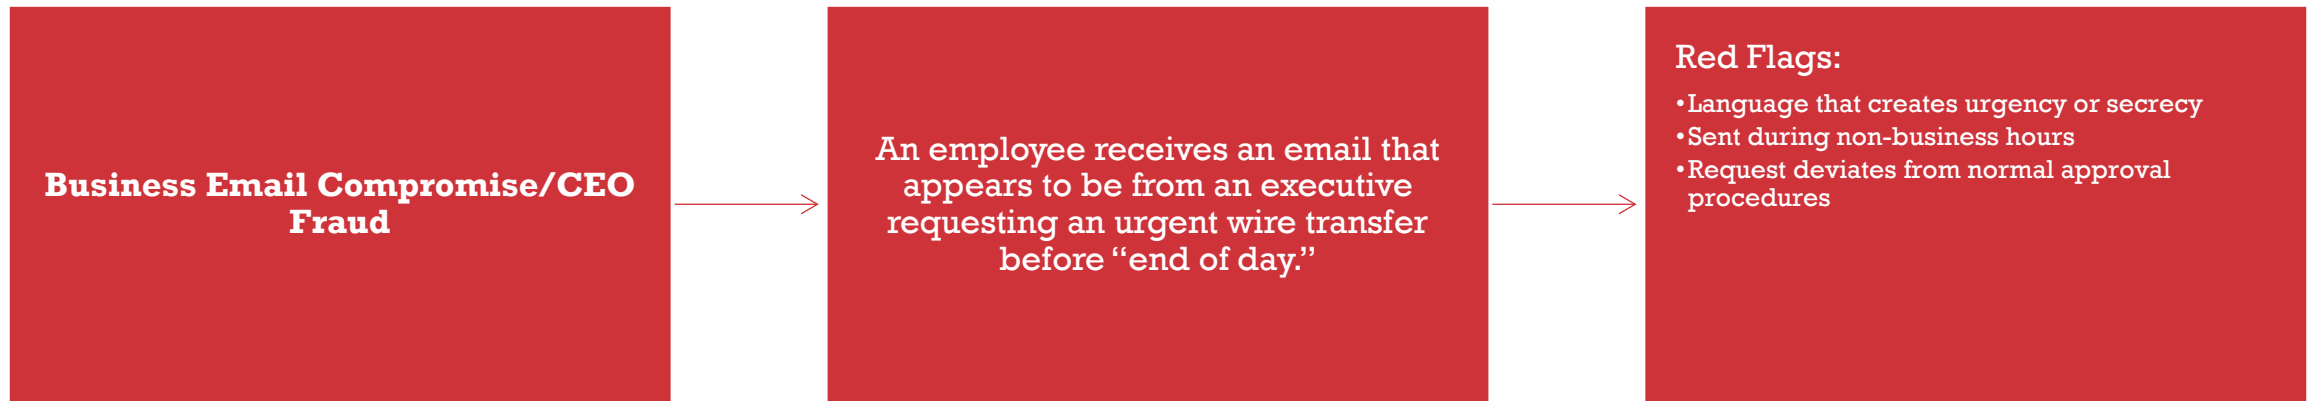 Business Email Compromise/CEO
Fraud
An employee receives an email that
appears to be from an executive
requesting an urgent wire transfer
before “end of day.”
Red Flags:
•Language that creates urgency or secrecy
•Sent during non-business hours
•Request deviates from normal approval
procedures